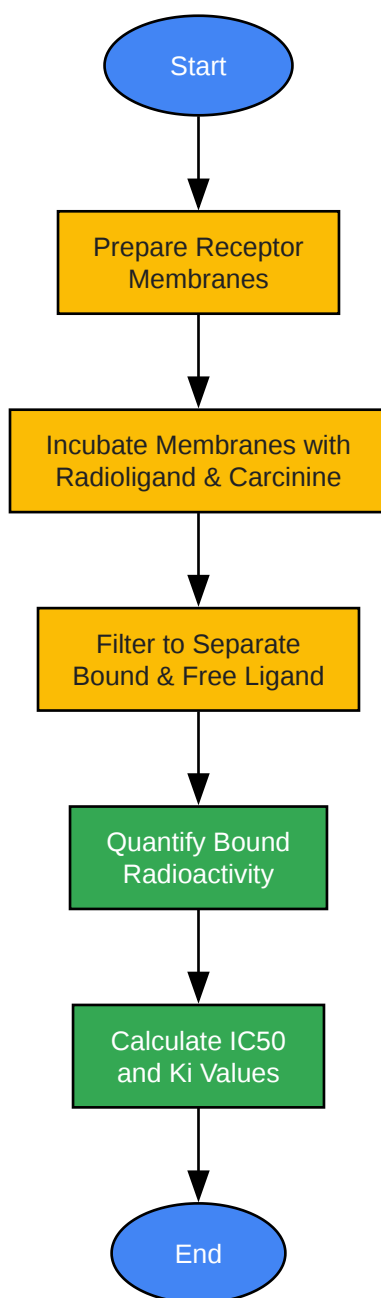 Start
Prepare Receptor
Membranes
Incubate Membranes with
Radioligand & Carcinine
Filter to Separate
Bound & Free Ligand
Quantify Bound
Radioactivity
Calculate IC50
and Ki Values
End